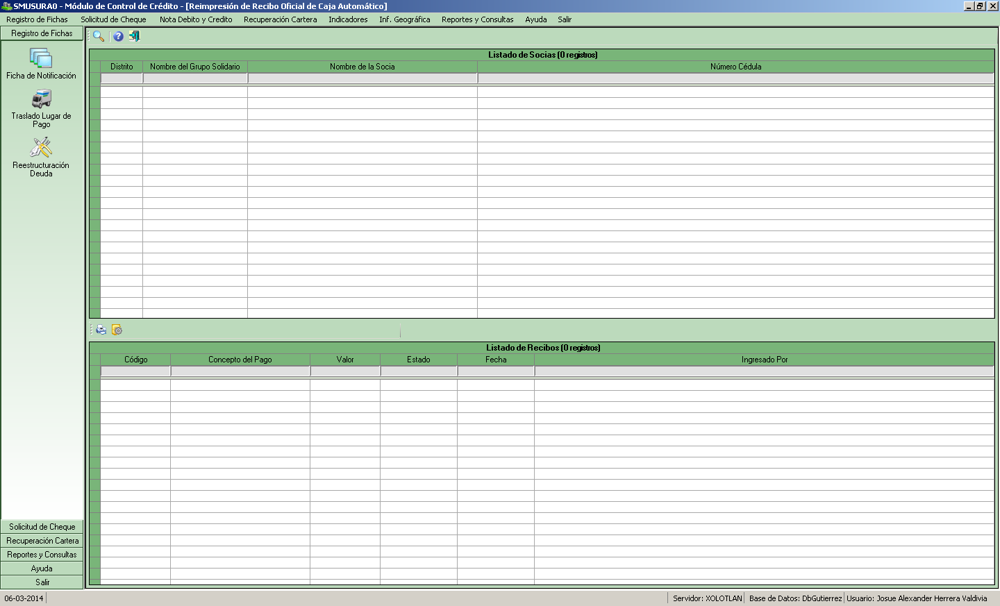 SMUSURA0 - Módulo de Control de Crédito - [Reimpresión de Recibo Oficial de Caja Automático]
Registro de Fichas Solicitud de Cheque Nota Debito y Credito Recuperación Cartera Indicadores Inf. Geográfica Reportes y Consultas Ayuda Salir
Registro de Fichas
Ficha de Notificación
Traslado Lugar de
Pago
Reestructuración
Deuda
Solicitud de Cheque
Recuperación Cartera
Reportes y Consultas
Ayuda
Salir
Listado de Socias (0 registros)
Distrito Nombre del Grupo Solidario Nombre de la Socia Número Cédula
Listado de Recibos (0 registros)
Código Concepto del Pago Valor Estado Fecha Ingresado Por
06-03-2014 Servidor: XOLOTLAN Base de Datos: DbGutierrez Usuario: Josue Alexander Herrera Valdivia